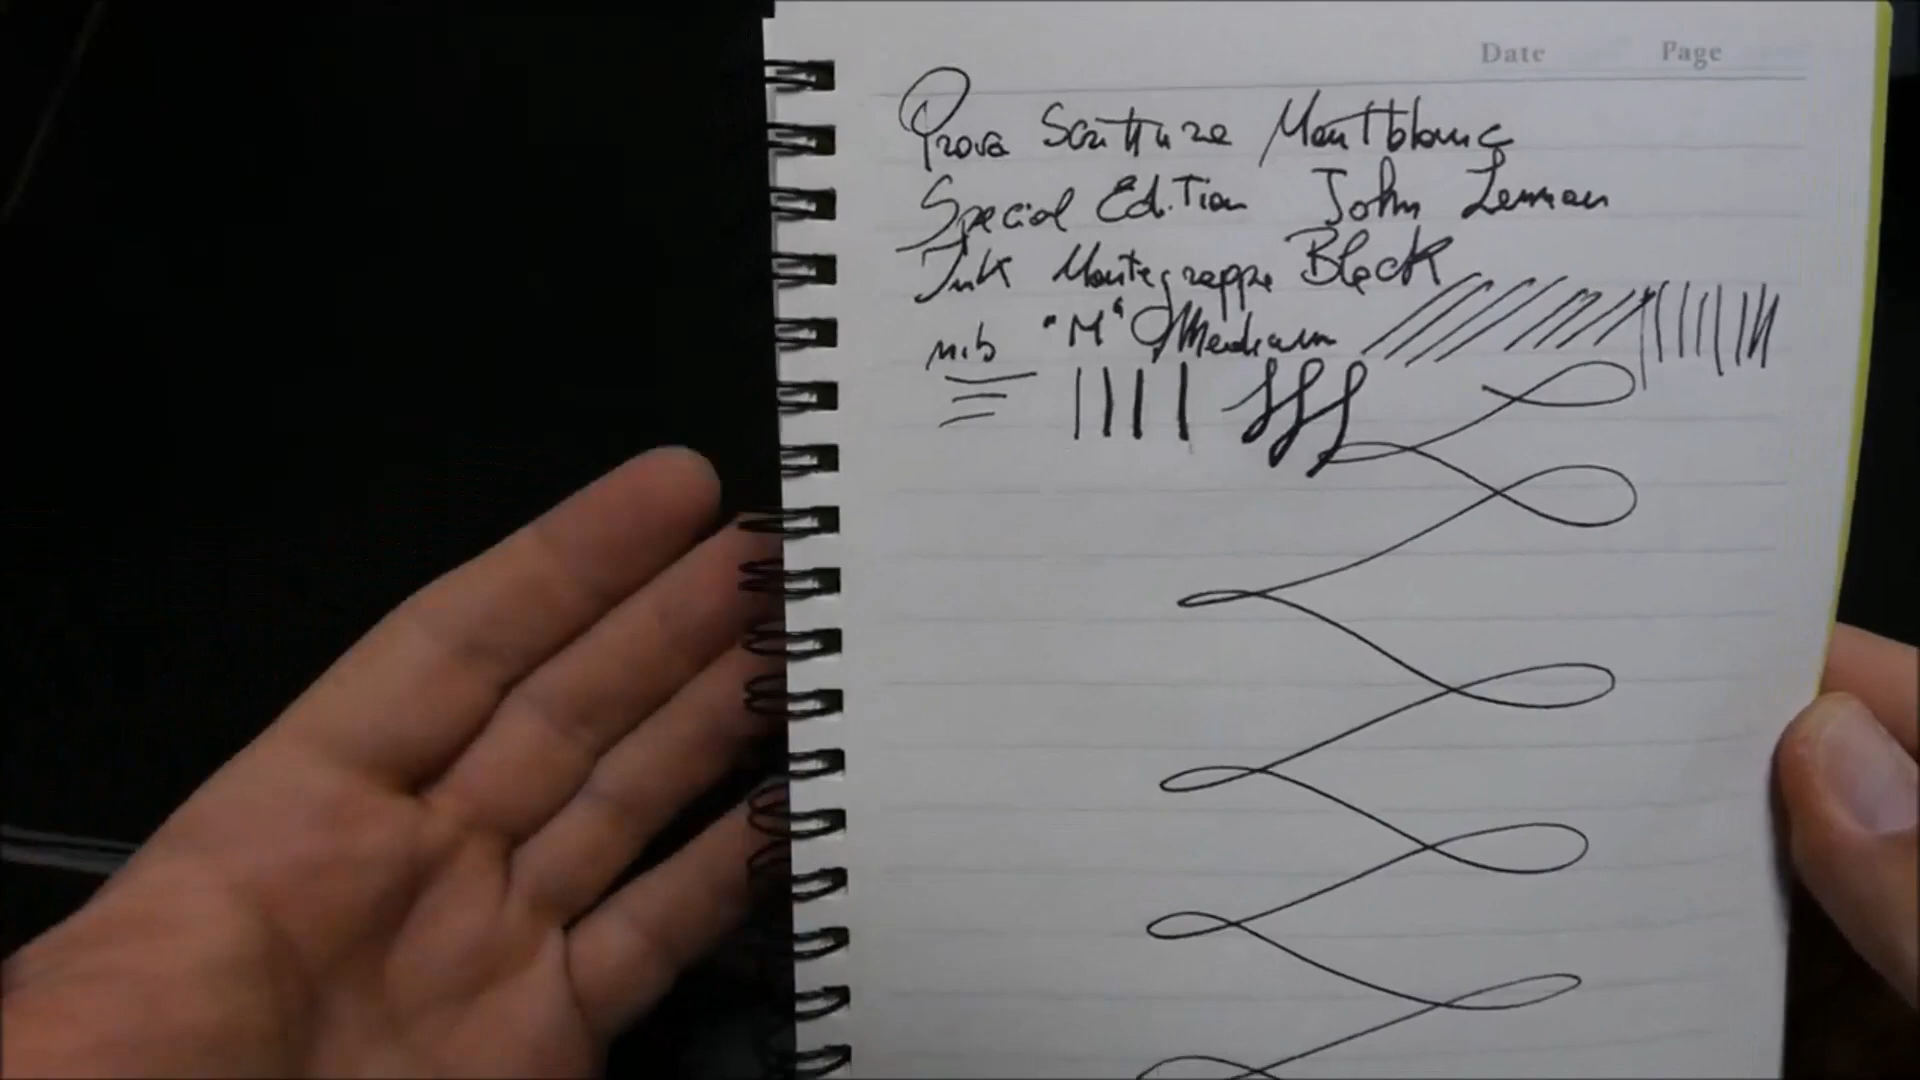 Date Page
Prova Scrittura Montblanc
Special Edition John Lennon
Ink Montegrappa Black
nib "M" Medium